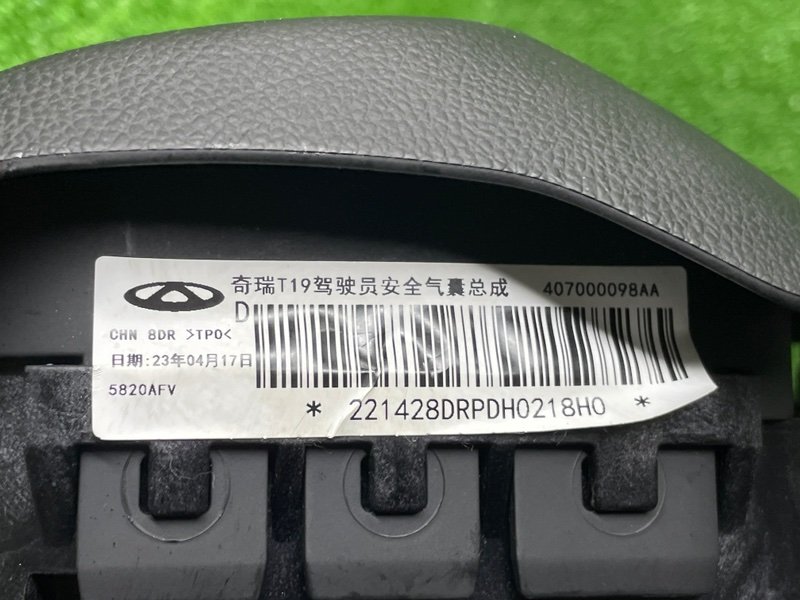 奇瑞T19驾驶员安全气囊总成 407000098AA
D
CHN 8DR >TPO<
日期:23年04月17日
5820AFV
* 221428DRPDH0218H0 *